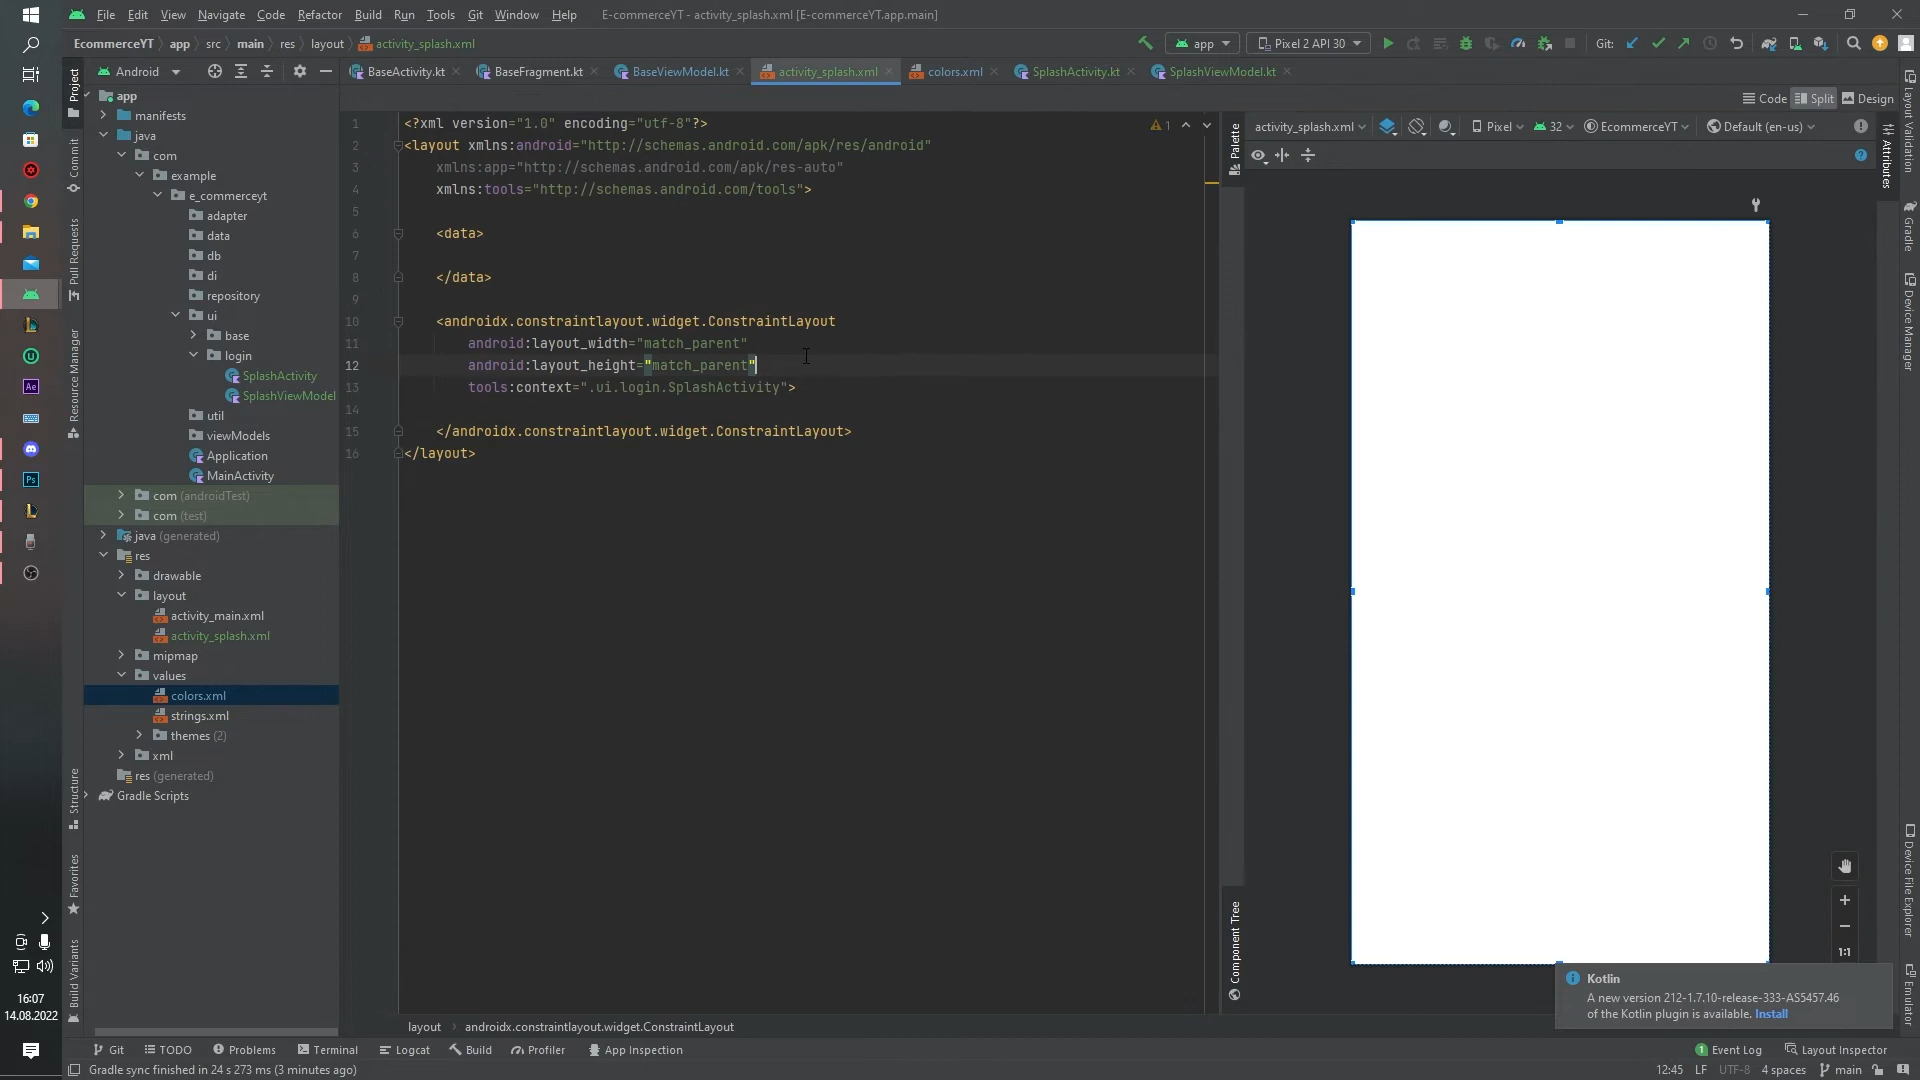 File Edit View Navigate Code Refactor Build Run Tools Git Window Help E-commerceYT - activity_splash.xml [E-commerceYT.app.main]
EcommerceYT app src main res layout activity_splash.xml
app Pixel 2 API 30 Git:
Android
BaseActivity.kt BaseFragment.kt BaseViewModel.kt activity_splash.xml colors.xml SplashActivity.kt SplashViewModel.kt
Code Split Design
activity_splash.xml Pixel 32 EcommerceYT Default (en-us)
Project
Commit
Pull Requests
Resource Manager
Structure
Favorites
Build Variants
app
manifests
java
com
example
e_commerceyt
adapter
data
db
di
repository
ui
base
login
SplashActivity
SplashViewModel
util
viewModels
Application
MainActivity
com (androidTest)
com (test)
java (generated)
res
drawable
layout
activity_main.xml
activity_splash.xml
mipmap
values
colors.xml
strings.xml
themes (2)
xml
res (generated)
Gradle Scripts
1 <?xml version="1.0" encoding="utf-8"?>
2 <layout xmlns:android="http://schemas.android.com/apk/res/android"
3 xmlns:app="http://schemas.android.com/apk/res-auto"
4 xmlns:tools="http://schemas.android.com/tools">
5
6 <data>
7
8 </data>
9
10 <androidx.constraintlayout.widget.ConstraintLayout
11 android:layout_width="match_parent"
12 android:layout_height="match_parent"
13 tools:context=".ui.login.SplashActivity">
14
15 </androidx.constraintlayout.widget.ConstraintLayout>
16 </layout>
1
Palette
Component Tree
Attributes
Layout Validation
Gradle
Device Manager
Device File Explorer
Emulator
1:1
Kotlin
A new version 212-1.7.10-release-333-AS5457.46
of the Kotlin plugin is available. Install
layout androidx.constraintlayout.widget.ConstraintLayout
Git TODO Problems Terminal Logcat Build Profiler App Inspection
1 Event Log Layout Inspector
Gradle sync finished in 24 s 273 ms (3 minutes ago)
12:45 LF UTF-8 4 spaces main
Ae
Ps
16:07
14.08.2022